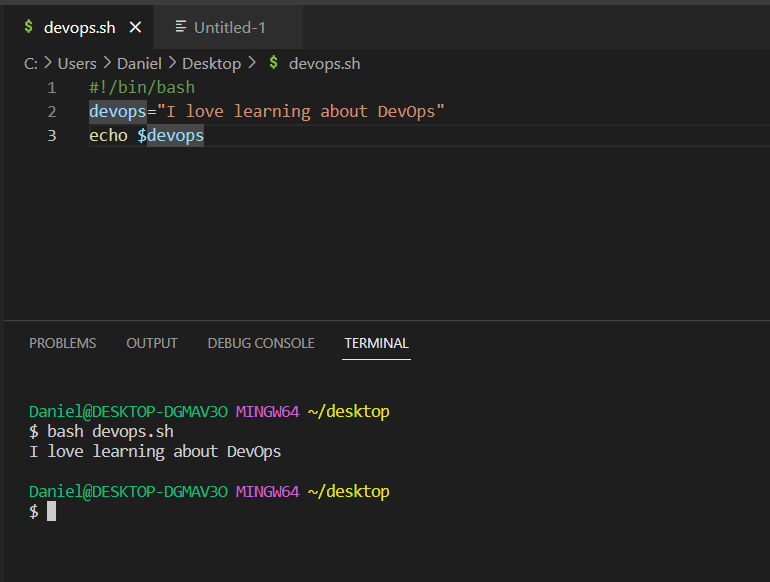 $ devops.sh × Untitled-1
C: > Users > Daniel > Desktop > $ devops.sh
1 #!/bin/bash
2 devops="I love learning about DevOps"
3 echo $devops
PROBLEMS OUTPUT DEBUG CONSOLE TERMINAL
Daniel@DESKTOP-DGMAV3O MINGW64 ~/desktop
$ bash devops.sh
I love learning about DevOps
Daniel@DESKTOP-DGMAV3O MINGW64 ~/desktop
$